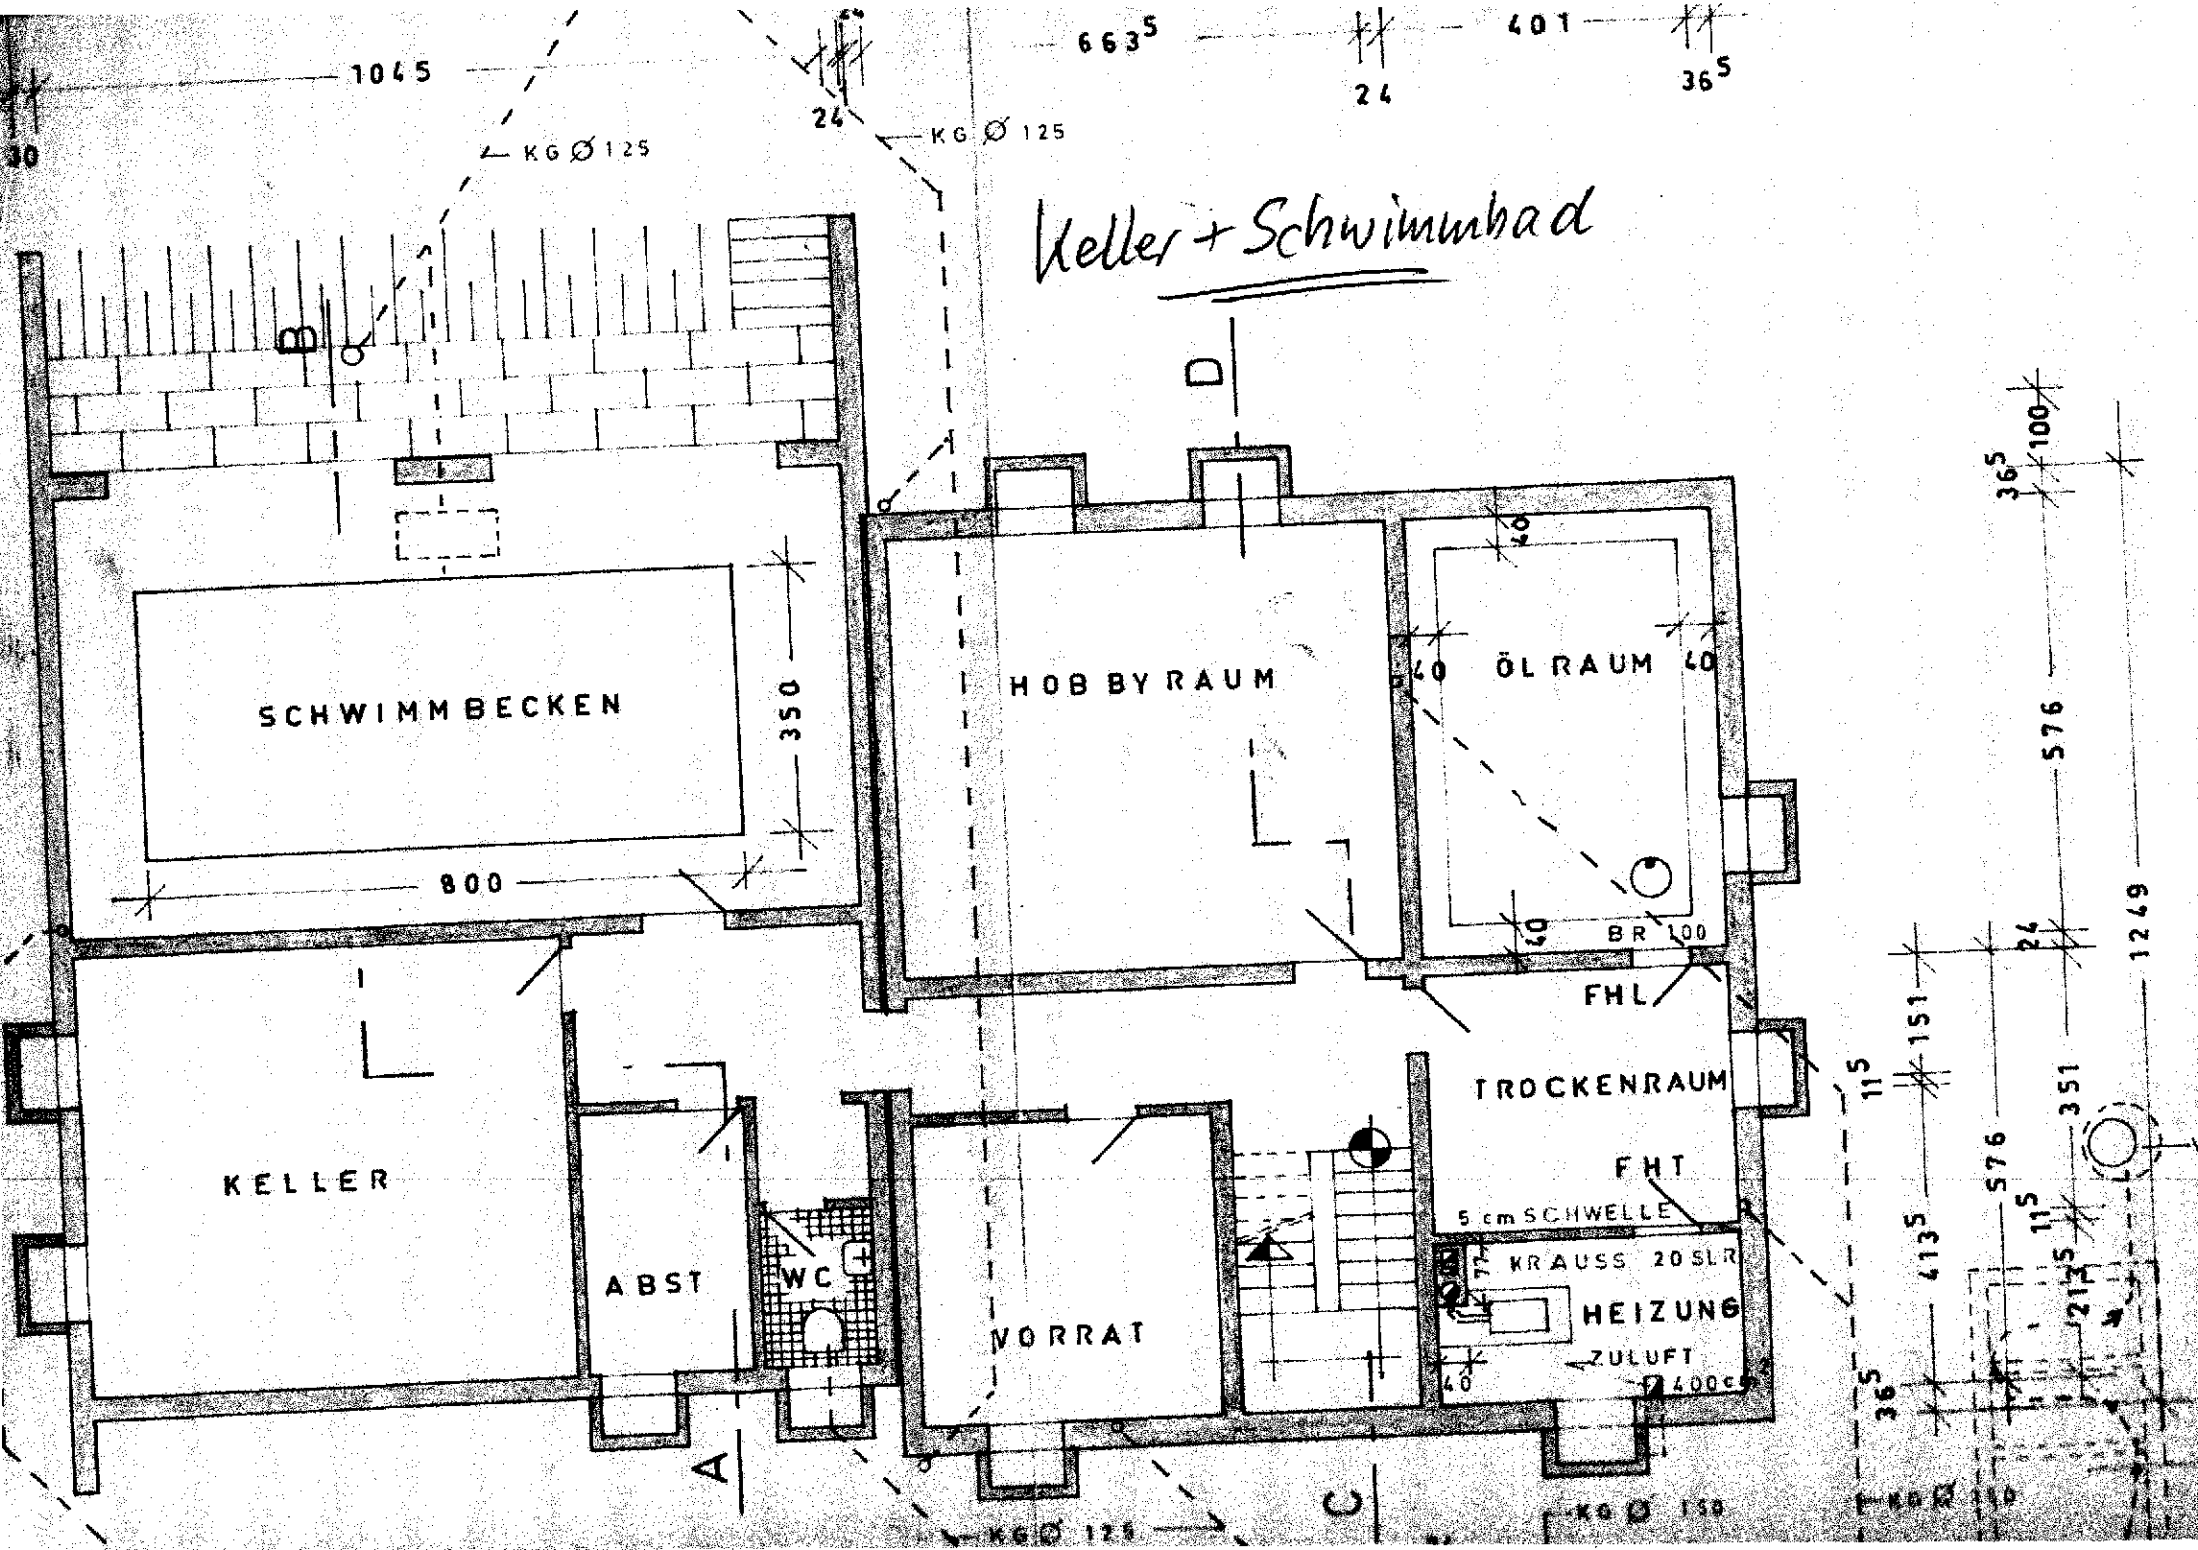 24
1045
663⁵
401
24
24
36⁵
30
KG Ø 125
KG Ø 125
Keller + Schwimmbad
B
D
100
36⁵
40
SCHWIMMBECKEN
350
HOBBYRAUM
40
ÖLRAUM
40
576
800
40
BR 100
24
1249
FHL
151
11⁵
TROCKENRAUM
351
KELLER
FHT
576
5 cm SCHWELLE
11⁵
413⁵
ABST
WC
77
KRAUSS 20 SLR
HEIZUNG
213⁵
VORRAT
ZULUFT
40
400
36⁵
A
C
KG Ø 125
KG Ø 150